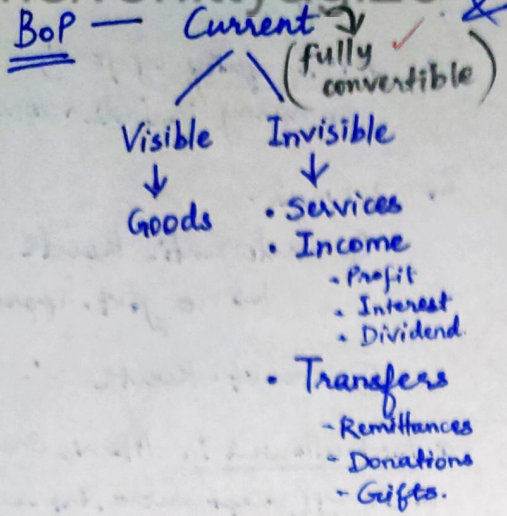 BoP — Current
(fully convertible)
Visible Invisible
↓ ↓
Goods • Services
• Income
• Profit
• Interest
• Dividend
• Transfers
- Remittances
- Donations
- Gifts.